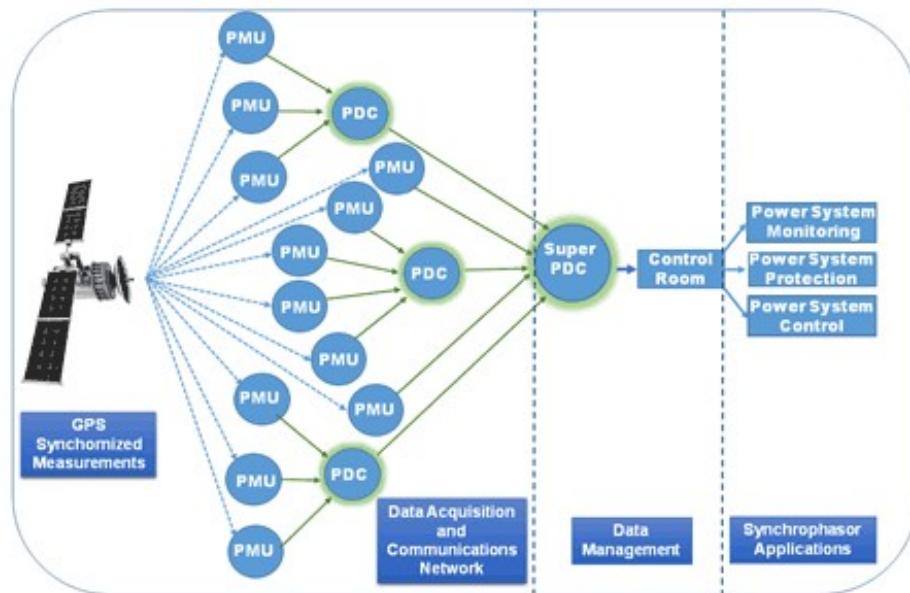 PMU
PMU
PDC
PMU
PMU
PMU
PMU
PDC
PMU
PMU
PMU
PMU
PDC
PMU
PMU
Super
PDC
Control
Room
Power System
Monitoring
Power System
Protection
Power System
Control
GPS
Synchornized
Measurements
Data Acquisition
and
Communications
Network
Data
Management
Synchrophasor
Applications